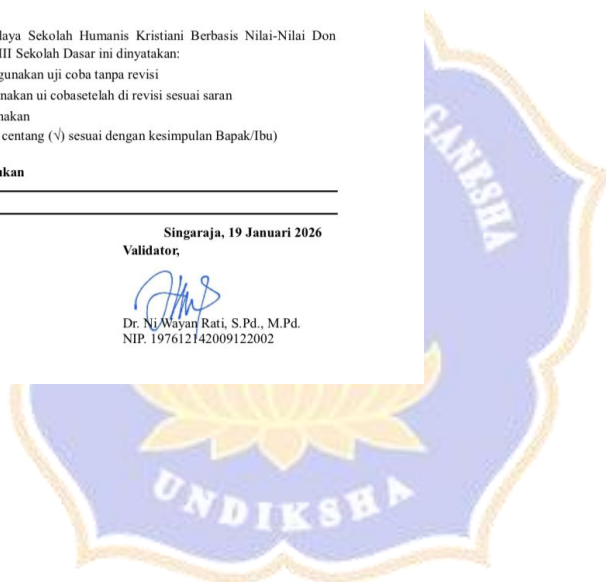 laya Sekolah Humanis Kristiani Berbasis Nilai-Nilai Don
III Sekolah Dasar ini dinyatakan:
gunakan uji coba tanpa revisi
nakan ui cobasetelah di revisi sesuai saran
nakan
centang (√) sesuai dengan kesimpulan Bapak/Ibu)
Singaraja, 19 Januari 2026
Validator,
Dr. Ni Wayan Rati, S.Pd., M.Pd.
NIP. 197612142009122002
GANESHA
UNDIKSHA